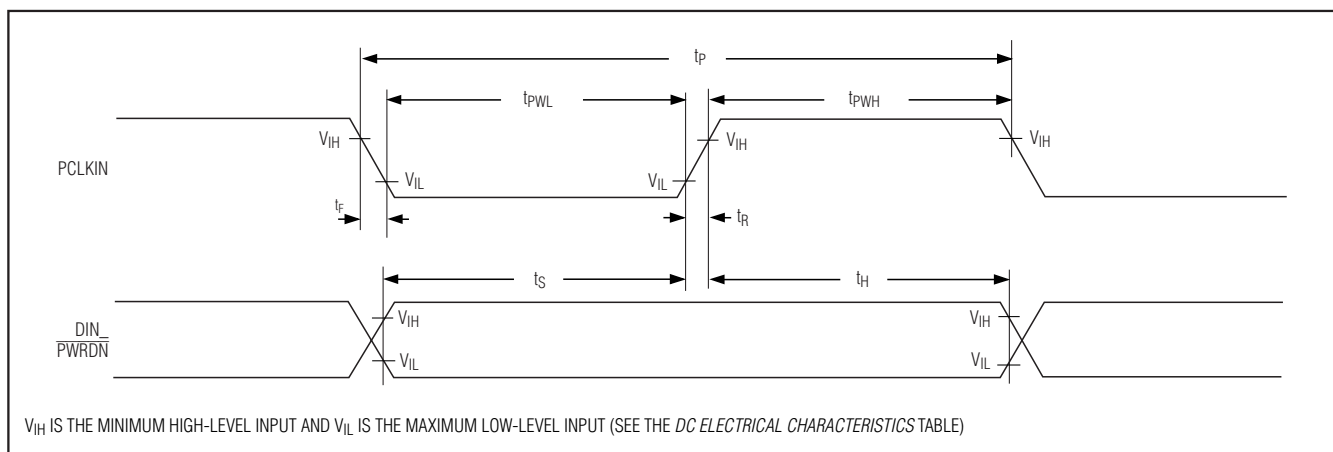 tP
tPWL
tPWH
VIH
VIH
VIH
PCLKIN
VIL
VIL
tF
tR
tS
tH
VIH
VIH
DIN_
PWRDN
VIL
VIL
VIH IS THE MINIMUM HIGH-LEVEL INPUT AND VIL IS THE MAXIMUM LOW-LEVEL INPUT (SEE THE DC ELECTRICAL CHARACTERISTICS TABLE)